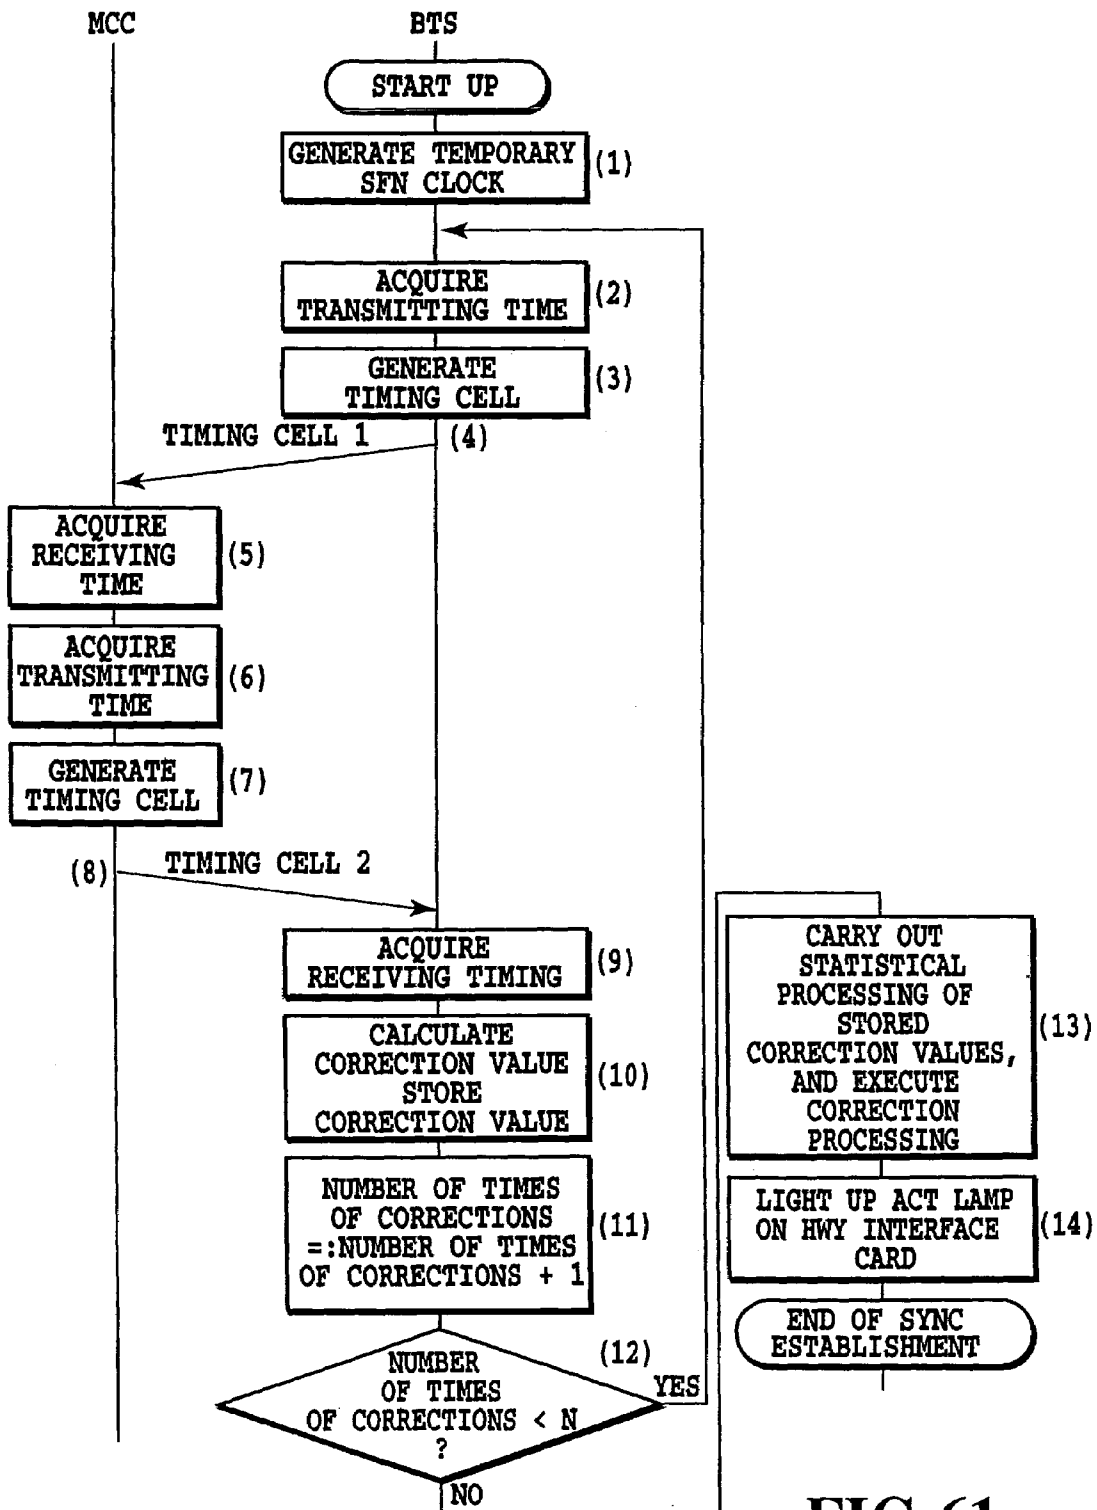 MCC
BTS
START UP
GENERATE TEMPORARY
SFN CLOCK
(1)
ACQUIRE
TRANSMITTING TIME
(2)
GENERATE
TIMING CELL
(3)
TIMING CELL 1
(4)
ACQUIRE
RECEIVING
TIME
(5)
ACQUIRE
TRANSMITTING
TIME
(6)
GENERATE
TIMING CELL
(7)
(8)
TIMING CELL 2
ACQUIRE
RECEIVING TIMING
(9)
CALCULATE
CORRECTION VALUE
STORE
CORRECTION VALUE
(10)
NUMBER OF TIMES
OF CORRECTIONS
=:NUMBER OF TIMES
OF CORRECTIONS + 1
(11)
NUMBER
OF TIMES
OF CORRECTIONS < N
?
(12)
YES
NO
CARRY OUT
STATISTICAL
PROCESSING OF
STORED
CORRECTION VALUES,
AND EXECUTE
CORRECTION
PROCESSING
(13)
LIGHT UP ACT LAMP
ON HWY INTERFACE
CARD
(14)
END OF SYNC
ESTABLISHMENT
FIG.61